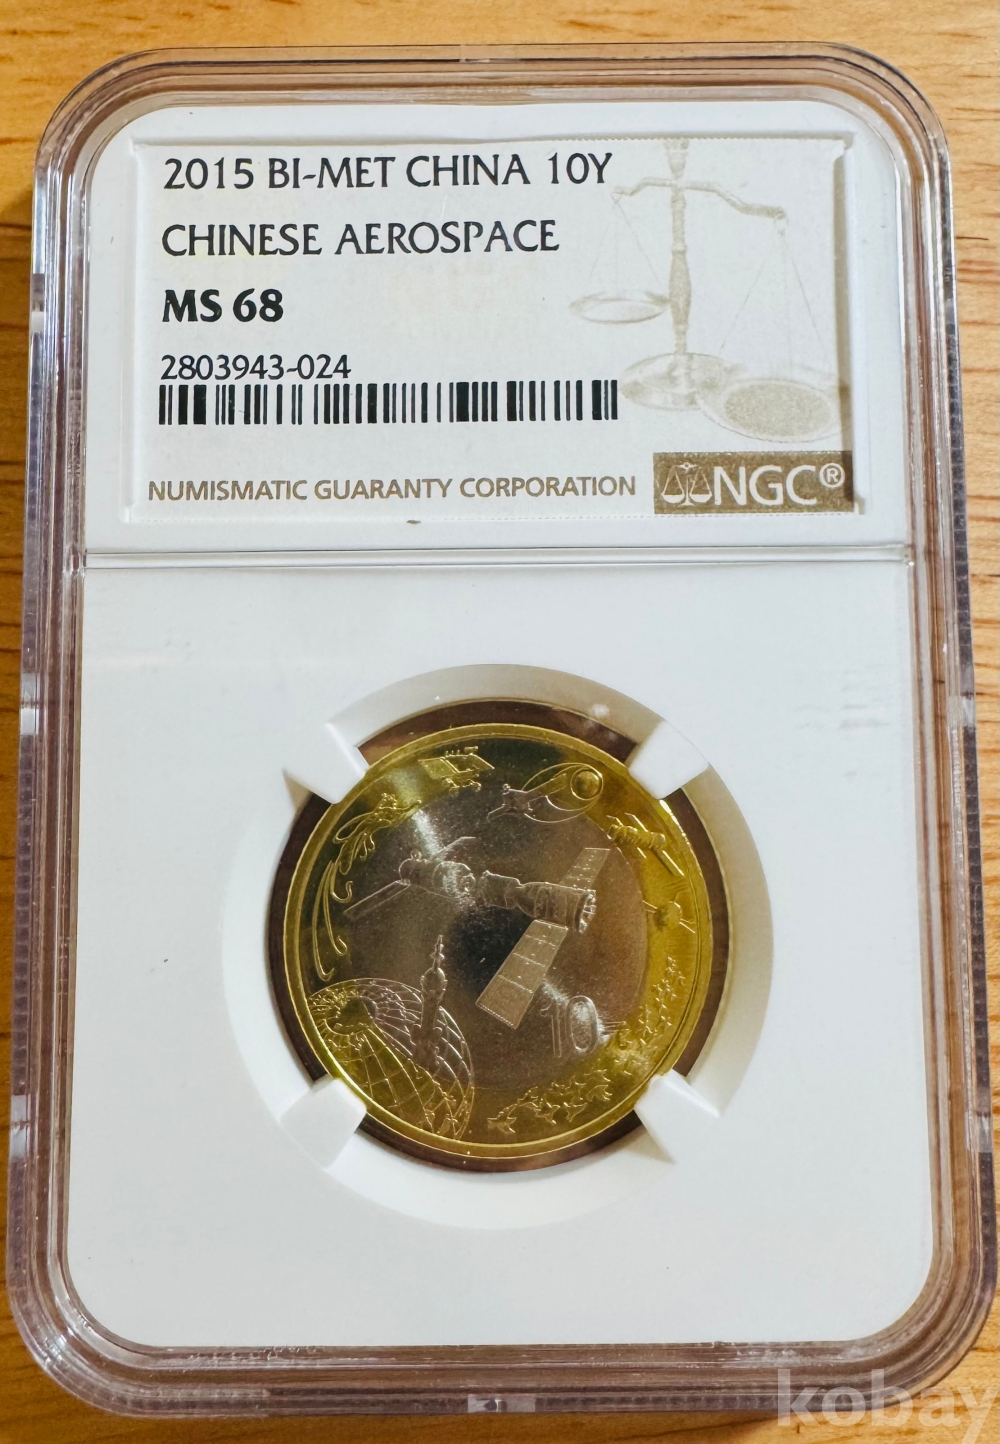 2015 BI-MET CHINA 10Y
CHINESE AEROSPACE
MS 68
2803943-024
NUMISMATIC GUARANTY CORPORATION
NGC®
10
kobay